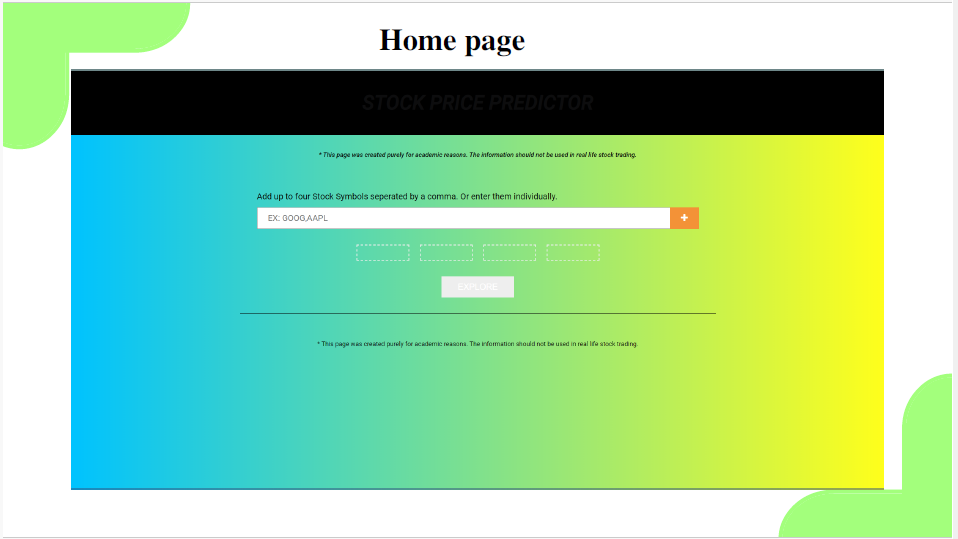 Home page
STOCK PRICE PREDICTOR
* This page was created purely for academic reasons. The information should not be used in real life stock trading.
Add up to four Stock Symbols seperated by a comma. Or enter them individually.
EX: GOOG,AAPL
+
EXPLORE
* This page was created purely for academic reasons. The information should not be used in real life stock trading.